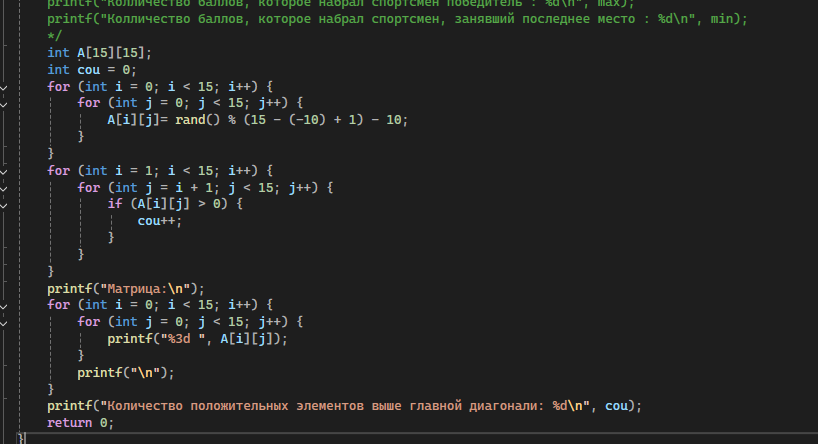 printf("Колличество баллов, которое набрал спортсмен победитель : %d\n", max);
printf("Колличество баллов, которое набрал спортсмен, занявший последнее место : %d\n", min);
*/
int A[15][15];
int cou = 0;
for (int i = 0; i < 15; i++) {
for (int j = 0; j < 15; j++) {
A[i][j]= rand() % (15 - (-10) + 1) - 10;
}
}
for (int i = 1; i < 15; i++) {
for (int j = i + 1; j < 15; j++) {
if (A[i][j] > 0) {
cou++;
}
}
}
printf("Матрица:\n");
for (int i = 0; i < 15; i++) {
for (int j = 0; j < 15; j++) {
printf("%3d ", A[i][j]);
}
printf("\n");
}
printf("Количество положительных элементов выше главной диагонали: %d\n", cou);
return 0;
}